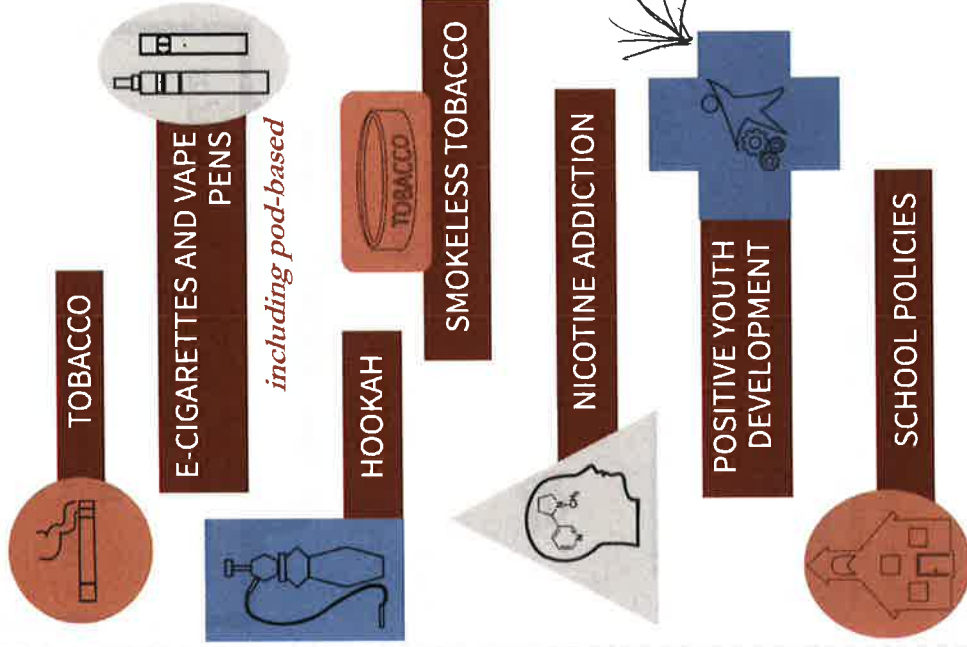 TOBACCO
E-CIGARETTES AND VAPE
PENS
including pod-based
HOOKAH
TOBACCO
SMOKELESS TOBACCO
NICOTINE ADDICTION
POSITIVE YOUTH
DEVELOPMENT
SCHOOL POLICIES